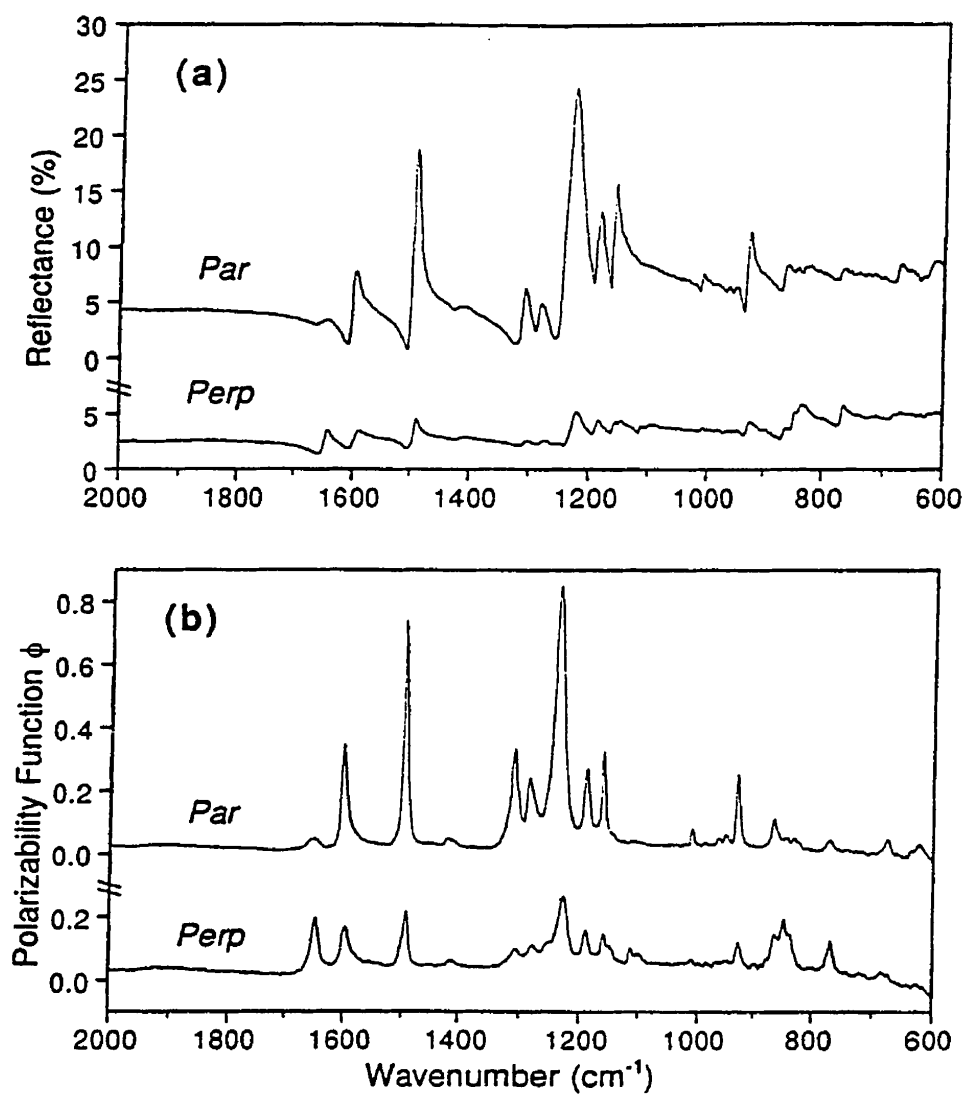 30
(a)
25
20
15
Reflectance (%)
10
Par
5
0
Perp
5
0
2000 1800 1600 1400 1200 1000 800 600
(b)
0.8
0.6
Polarizability Function ϕ
0.4
0.2
Par
0.0
0.2
Perp
0.0
2000 1800 1600 1400 1200 1000 800 600
Wavenumber (cm⁻¹)